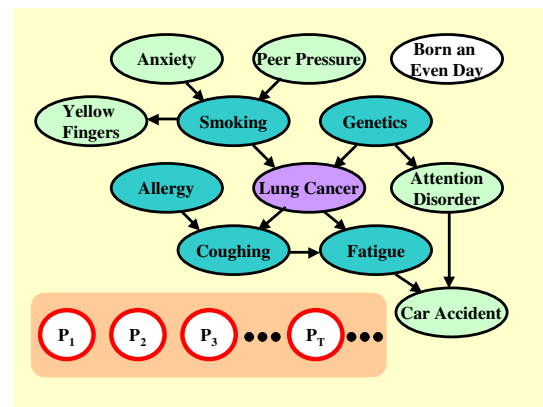 Anxiety
Peer Pressure
Born an
Even Day
Yellow
Fingers
Smoking
Genetics
Allergy
Lung Cancer
Attention
Disorder
Coughing
Fatigue
Car Accident
P1 P2 P3 ●●● PT ●●●